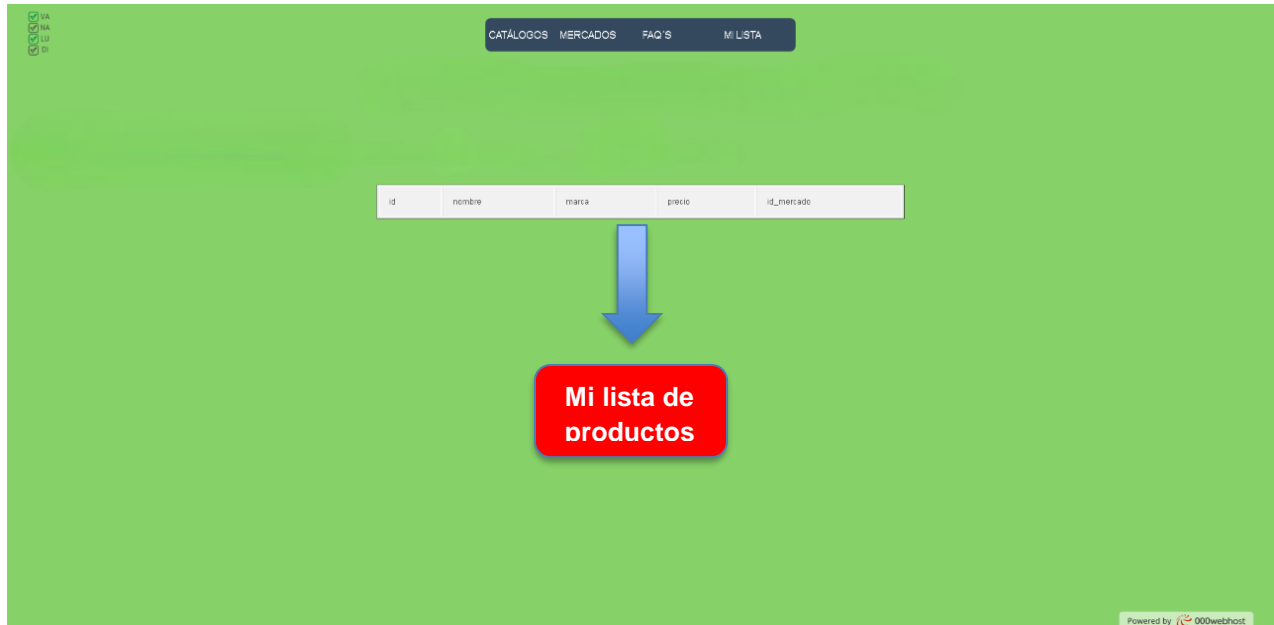 VA
NA
LU
DI
CATÁLOGOS MERCADOS FAQ´S MI LISTA
id nombre marca precio id_mercado
Mi lista de
productos
Powered by 000webhost